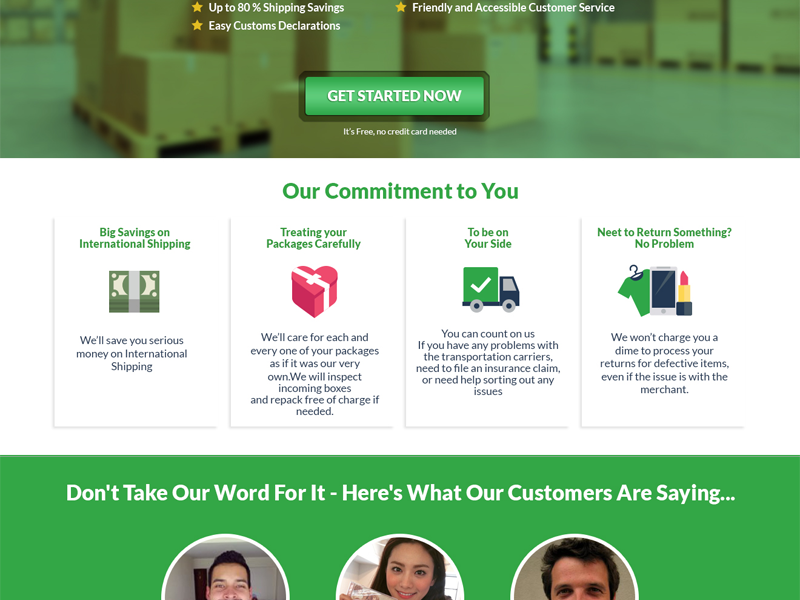 Up to 80 % Shipping Savings
Friendly and Accessible Customer Service
Easy Customs Declarations
GET STARTED NOW
It's Free, no credit card needed
Our Commitment to You
Big Savings on
International Shipping
We'll save you serious
money on International
Shipping
Treating your
Packages Carefully
We'll care for each and
every one of your packages
as if it was our very
own.We will inspect
incoming boxes
and repack free of charge if
needed.
To be on
Your Side
You can count on us
If you have any problems with
the transportation carriers,
need to file an insurance claim,
or need help sorting out any
issues
Neet to Return Something?
No Problem
We won't charge you a
dime to process your
returns for defective items,
even if the issue is with the
merchant.
Don't Take Our Word For It - Here's What Our Customers Are Saying...